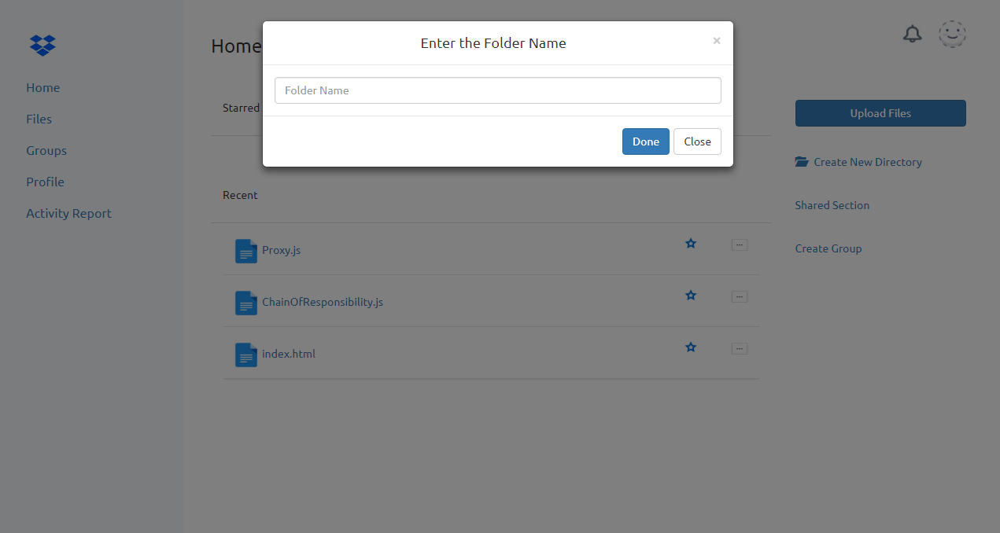 Home
Files
Groups
Profile
Activity Report
Home
Enter the Folder Name
×
Folder Name
Done Close
Starred
Recent
Proxy.js
ChainOfResponsibility.js
index.html
Upload Files
Create New Directory
Shared Section
Create Group